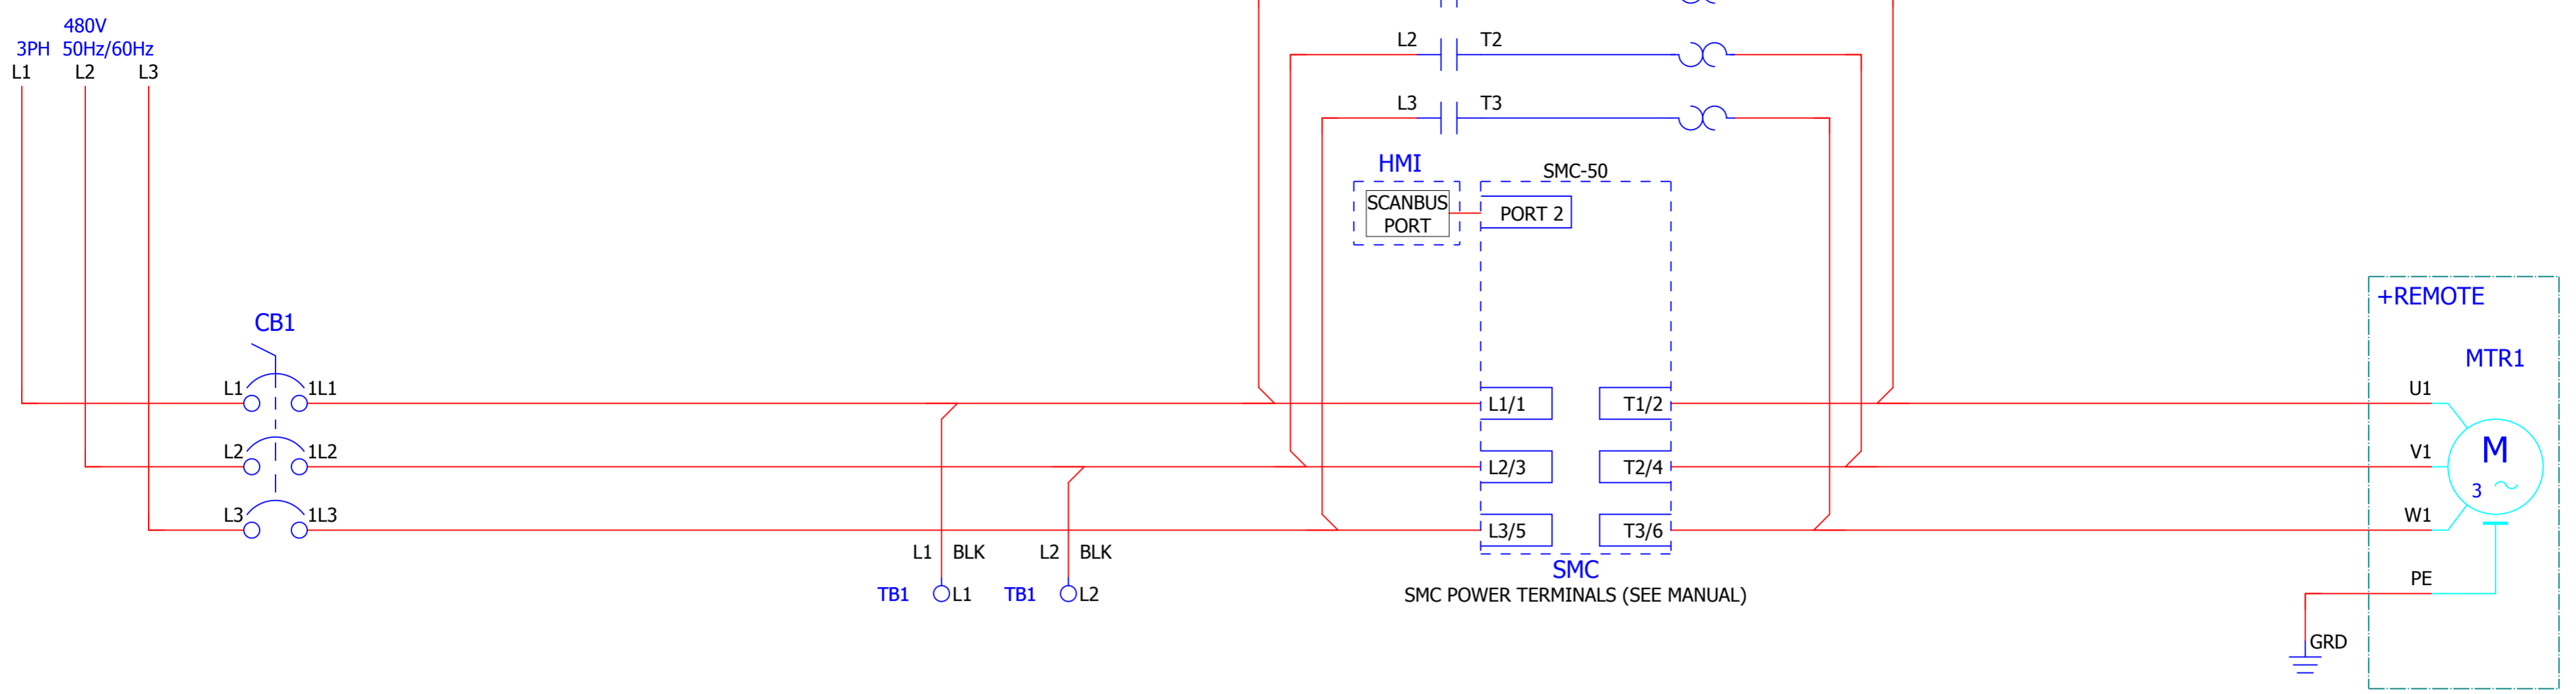 480V
3PH 50Hz/60Hz
L1 L2 L3
L2 T2
L3 T3
HMI
SMC-50
SCANBUS
PORT
PORT 2
+REMOTE
CB1
MTR1
L1 1L1
L1/1 T1/2
U1
L2 1L2
L2/3 T2/4
V1
M
3
L3 1L3
L3/5 T3/6
W1
L1 BLK L2 BLK
SMC
PE
TB1 L1 TB1 L2
SMC POWER TERMINALS (SEE MANUAL)
GRD